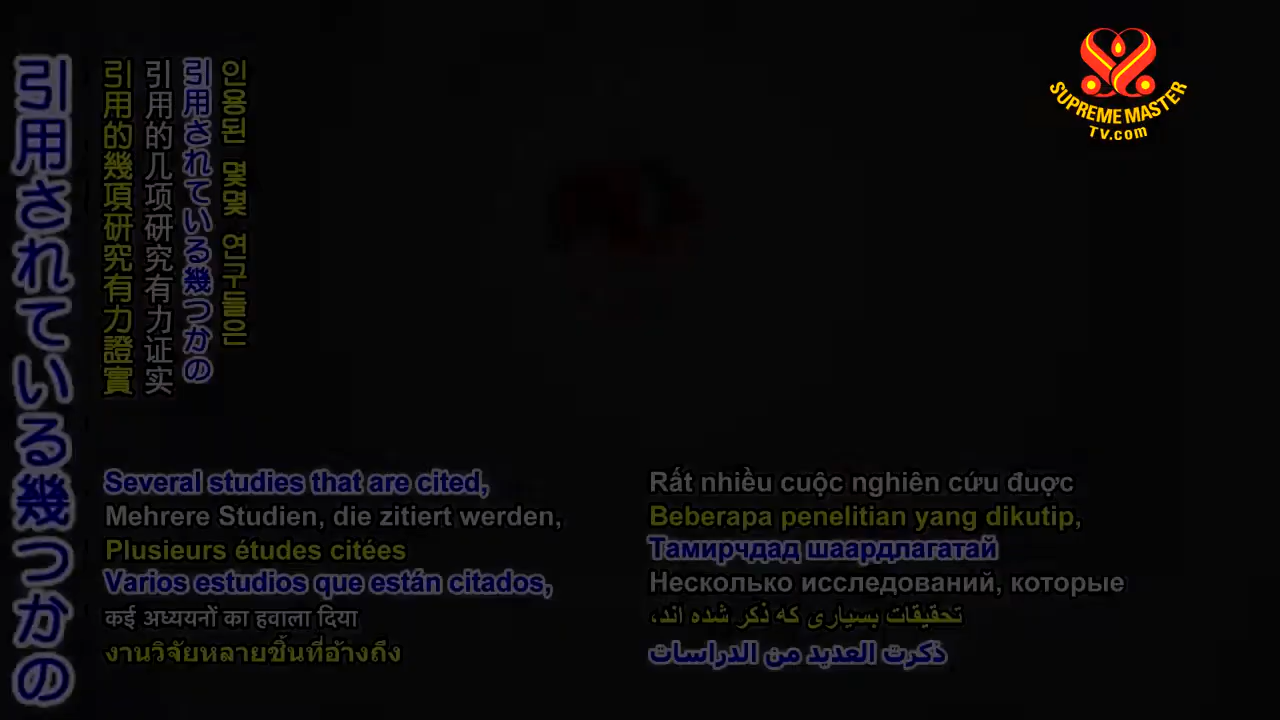 引用されている幾つかの
引用的幾項研究有力證實
引用的几项研究有力证实
引用されている幾つかの
인용된 몇몇 연구들인
SUPREME MASTER
TV.com
Several studies that are cited,
Mehrere Studien, die zitiert werden,
Plusieurs études citées
Varios estudios que están citados,
कई अध्ययनों का हवाला दिया
งานวิจัยหลายชิ้นที่อ้างถึง
Rất nhiều cuộc nghiên cứu đuợc
Beberapa penelitian yang dikutip,
Тамирчдад шаардлагатай
Несколько исследований, которые
تحقیقات بسیاری که ذکر شده اند،
ذكرت العديد من الدراسات